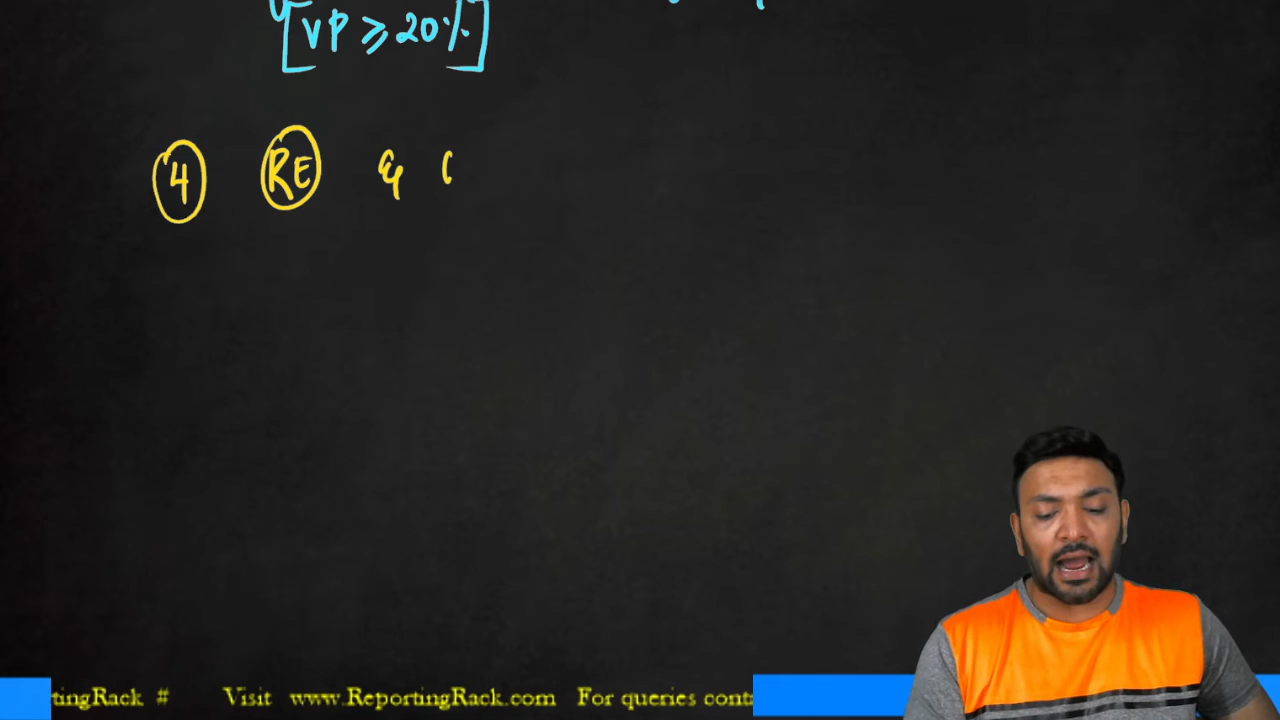 [VP ⩾ 20%]
4 RE & (
tingRack # Visit www.ReportingRack.com For queries cont